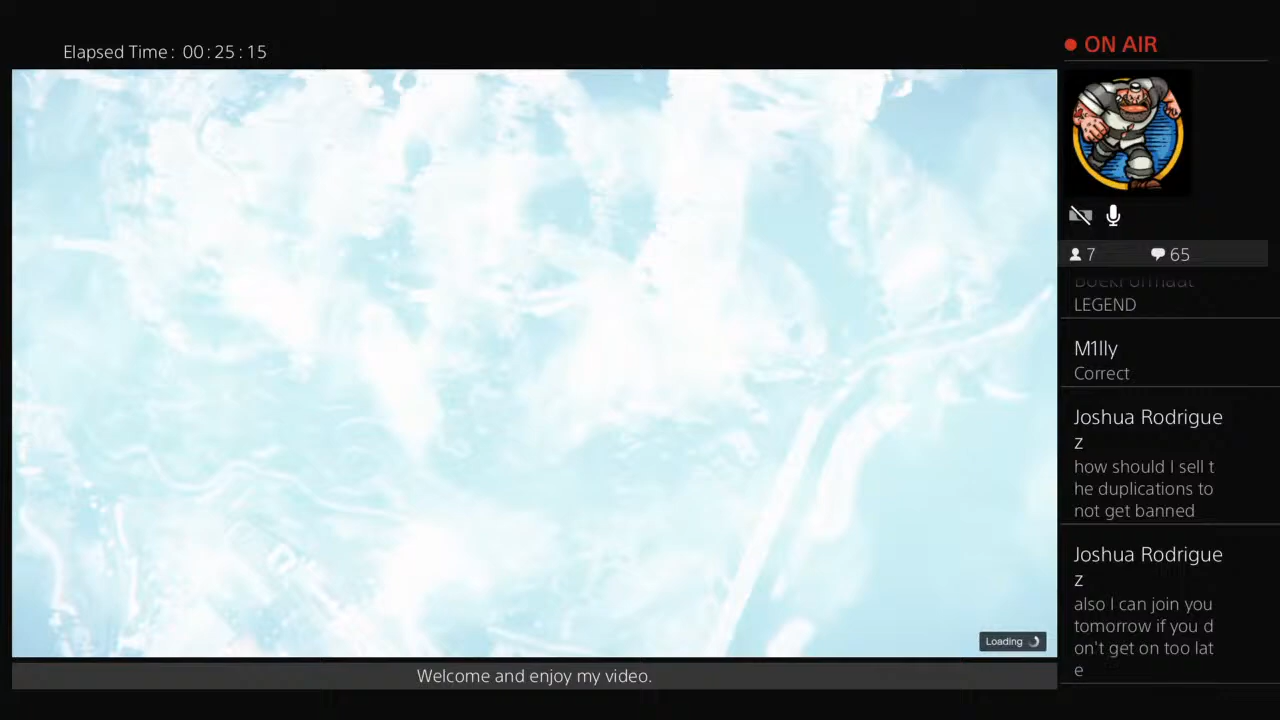 Elapsed Time: 00:25:15
ON AIR
7
65
LEGEND
M1lly
Correct
Joshua Rodrigue
z
how should I sell t
he duplications to
not get banned
Joshua Rodrigue
z
also I can join you
tomorrow if you d
on't get on too lat
e
Loading
Welcome and enjoy my video.